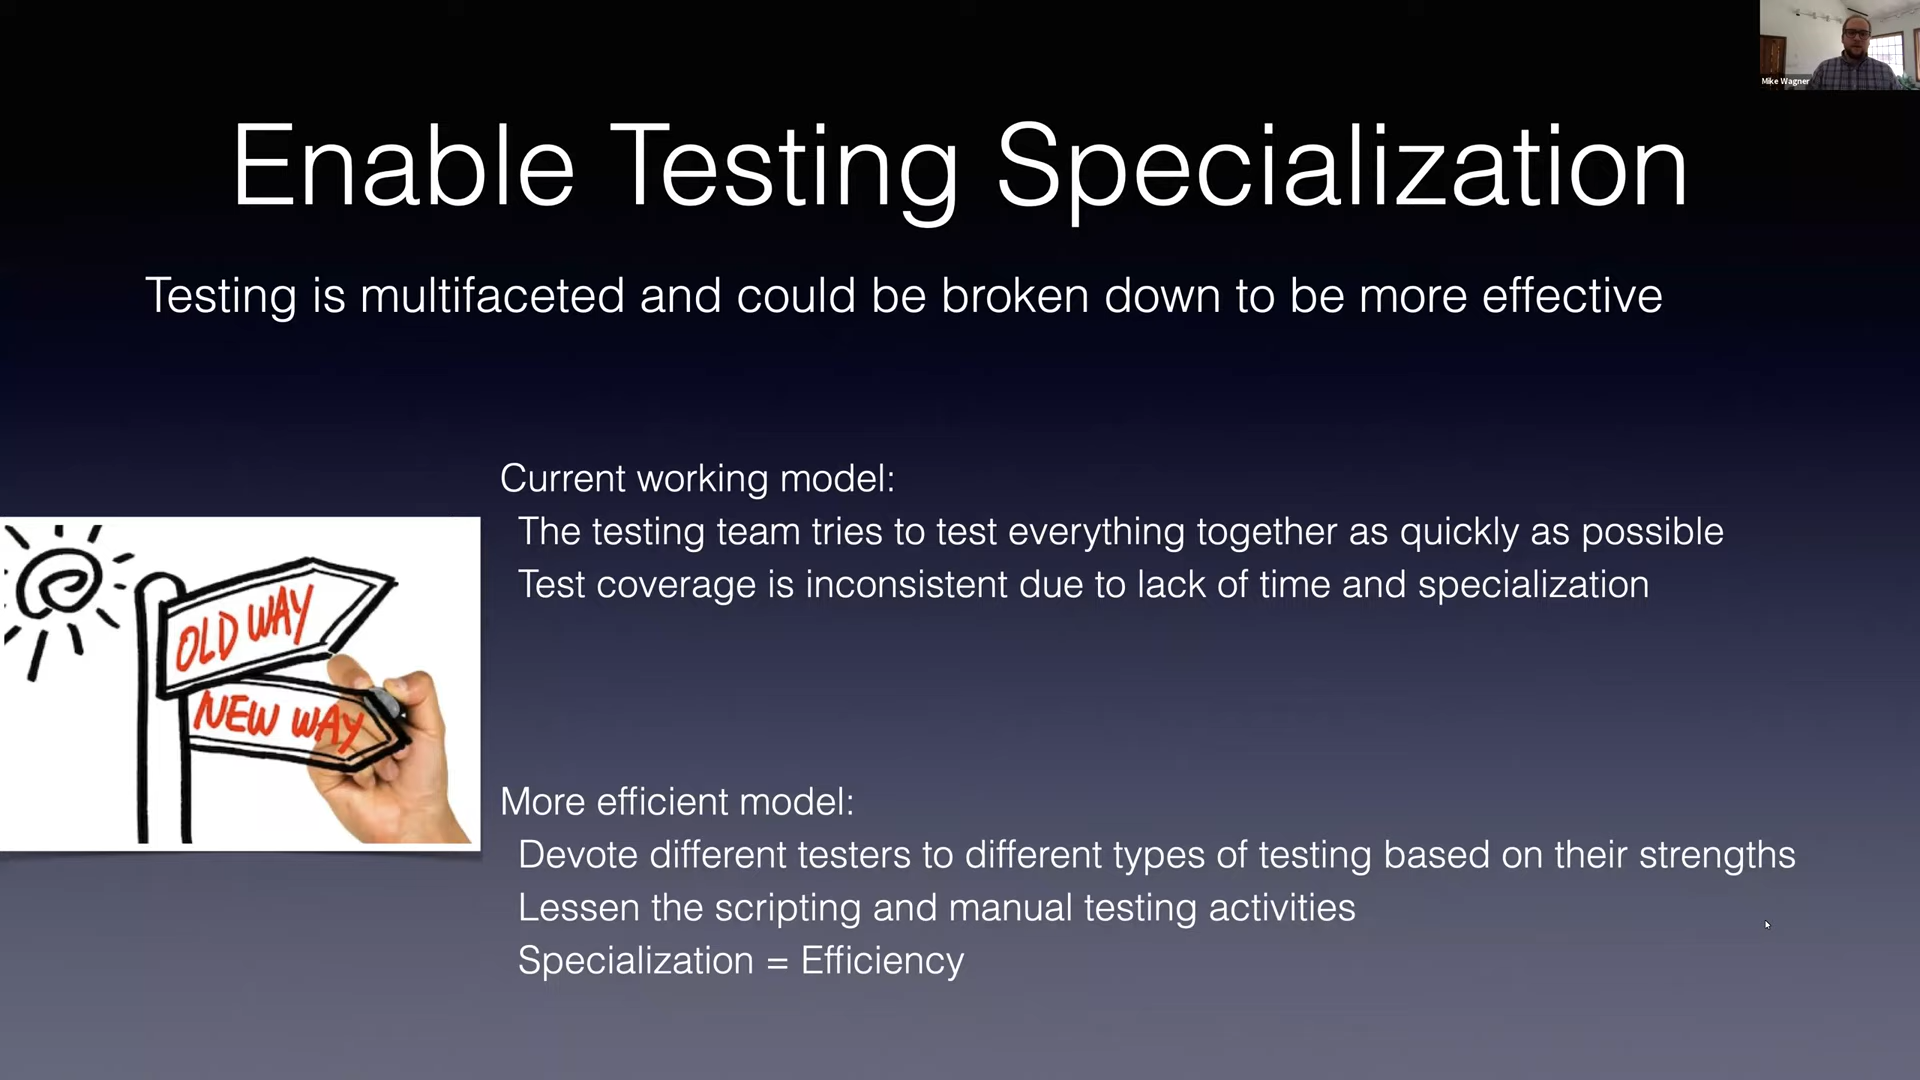 Mike Wagner
Enable Testing Specialization
Testing is multifaceted and could be broken down to be more effective
Current working model:
The testing team tries to test everything together as quickly as possible
Test coverage is inconsistent due to lack of time and specialization
OLD WAY
NEW WAY
More efficient model:
Devote different testers to different types of testing based on their strengths
Lessen the scripting and manual testing activities
Specialization = Efficiency